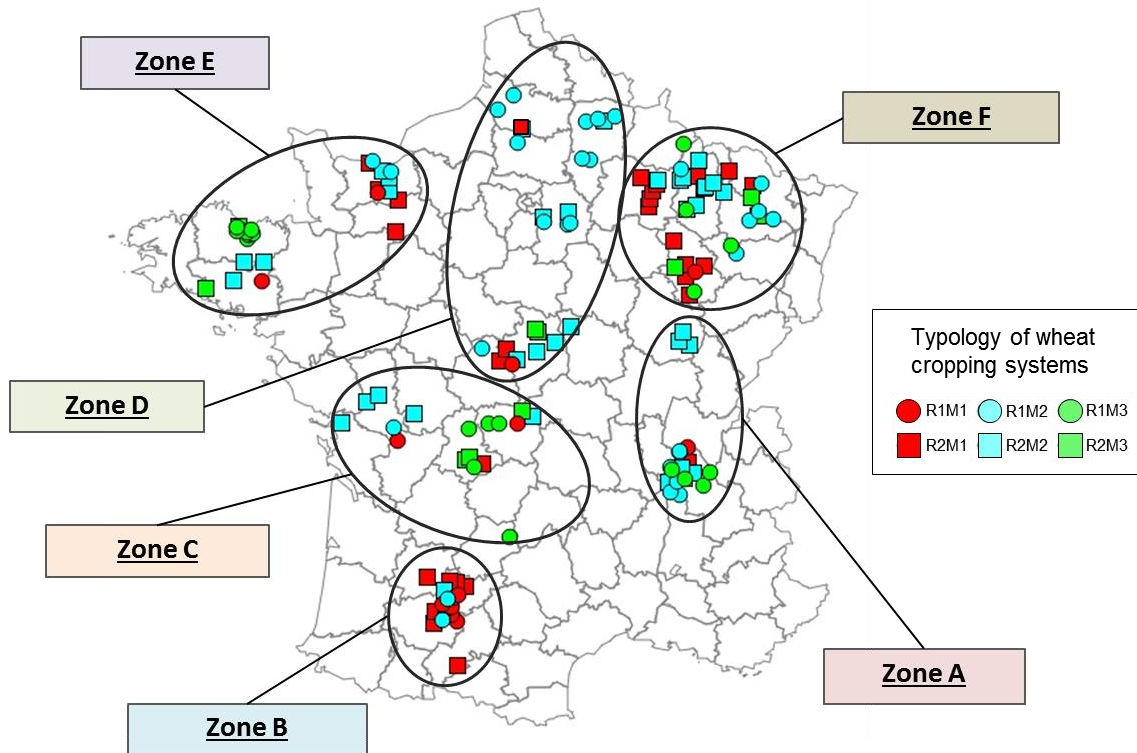 Zone E
Zone F
Typology of wheat
cropping systems
R1M1 R1M2 R1M3
R2M1 R2M2 R2M3
Zone D
Zone C
Zone A
Zone B